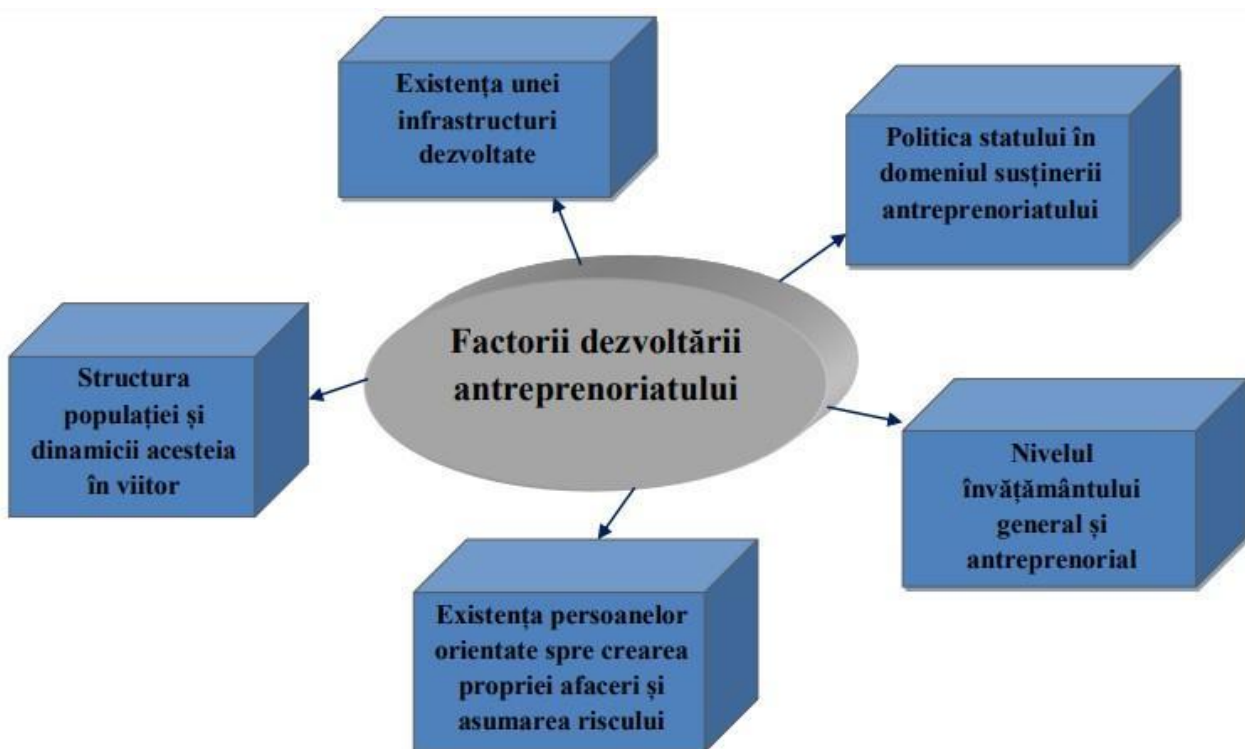 Existența unei
infrastructuri
dezvoltate
Politica statului în
domeniul susținerii
antreprenoriatului
Factorii dezvoltării
antreprenoriatului
Structura
populației și
dinamicii acesteia
în viitor
Nivelul
învățământului
general și
antreprenorial
Existența persoanelor
orientate spre crearea
propriei afaceri și
asumarea riscului